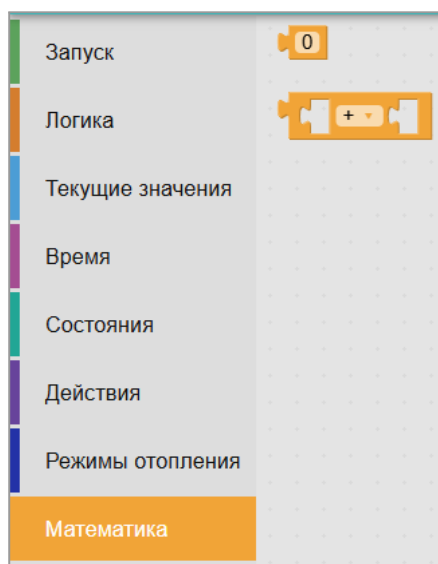 Запуск
0
Логика
+
Текущие значения
Время
Состояния
Действия
Режимы отопления
Математика